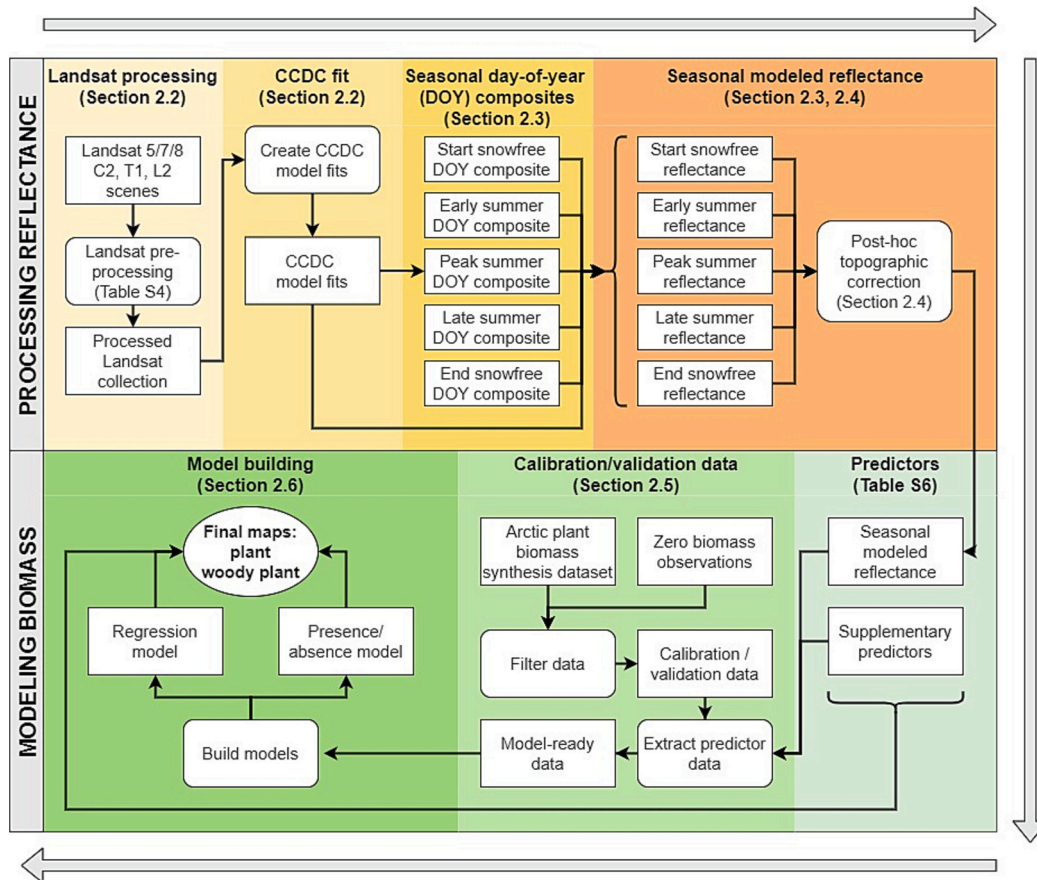 PROCESSING REFLECTANCE
Landsat processing
(Section 2.2)
Landsat 5/7/8
C2, T1, L2
scenes
Landsat pre-
processing
(Table S4)
Processed
Landsat
collection
CCDC fit
(Section 2.2)
Create CCDC
model fits
CCDC
model fits
Seasonal day-of-year
(DOY) composites
(Section 2.3)
Start snowfree
DOY composite
Early summer
DOY composite
Peak summer
DOY composite
Late summer
DOY composite
End snowfree
DOY composite
Seasonal modeled reflectance
(Section 2.3, 2.4)
Start snowfree
reflectance
Early summer
reflectance
Peak summer
reflectance
Late summer
reflectance
End snowfree
reflectance
Post-hoc
topographic
correction
(Section 2.4)
MODELING BIOMASS
Model building
(Section 2.6)
Final maps:
plant
woody plant
Regression
model
Presence/
absence model
Build models
Calibration/validation data
(Section 2.5)
Arctic plant
biomass
synthesis dataset
Zero biomass
observations
Filter data
Calibration /
validation data
Model-ready
data
Extract predictor
data
Predictors
(Table S6)
Seasonal
modeled
reflectance
Supplementary
predictors